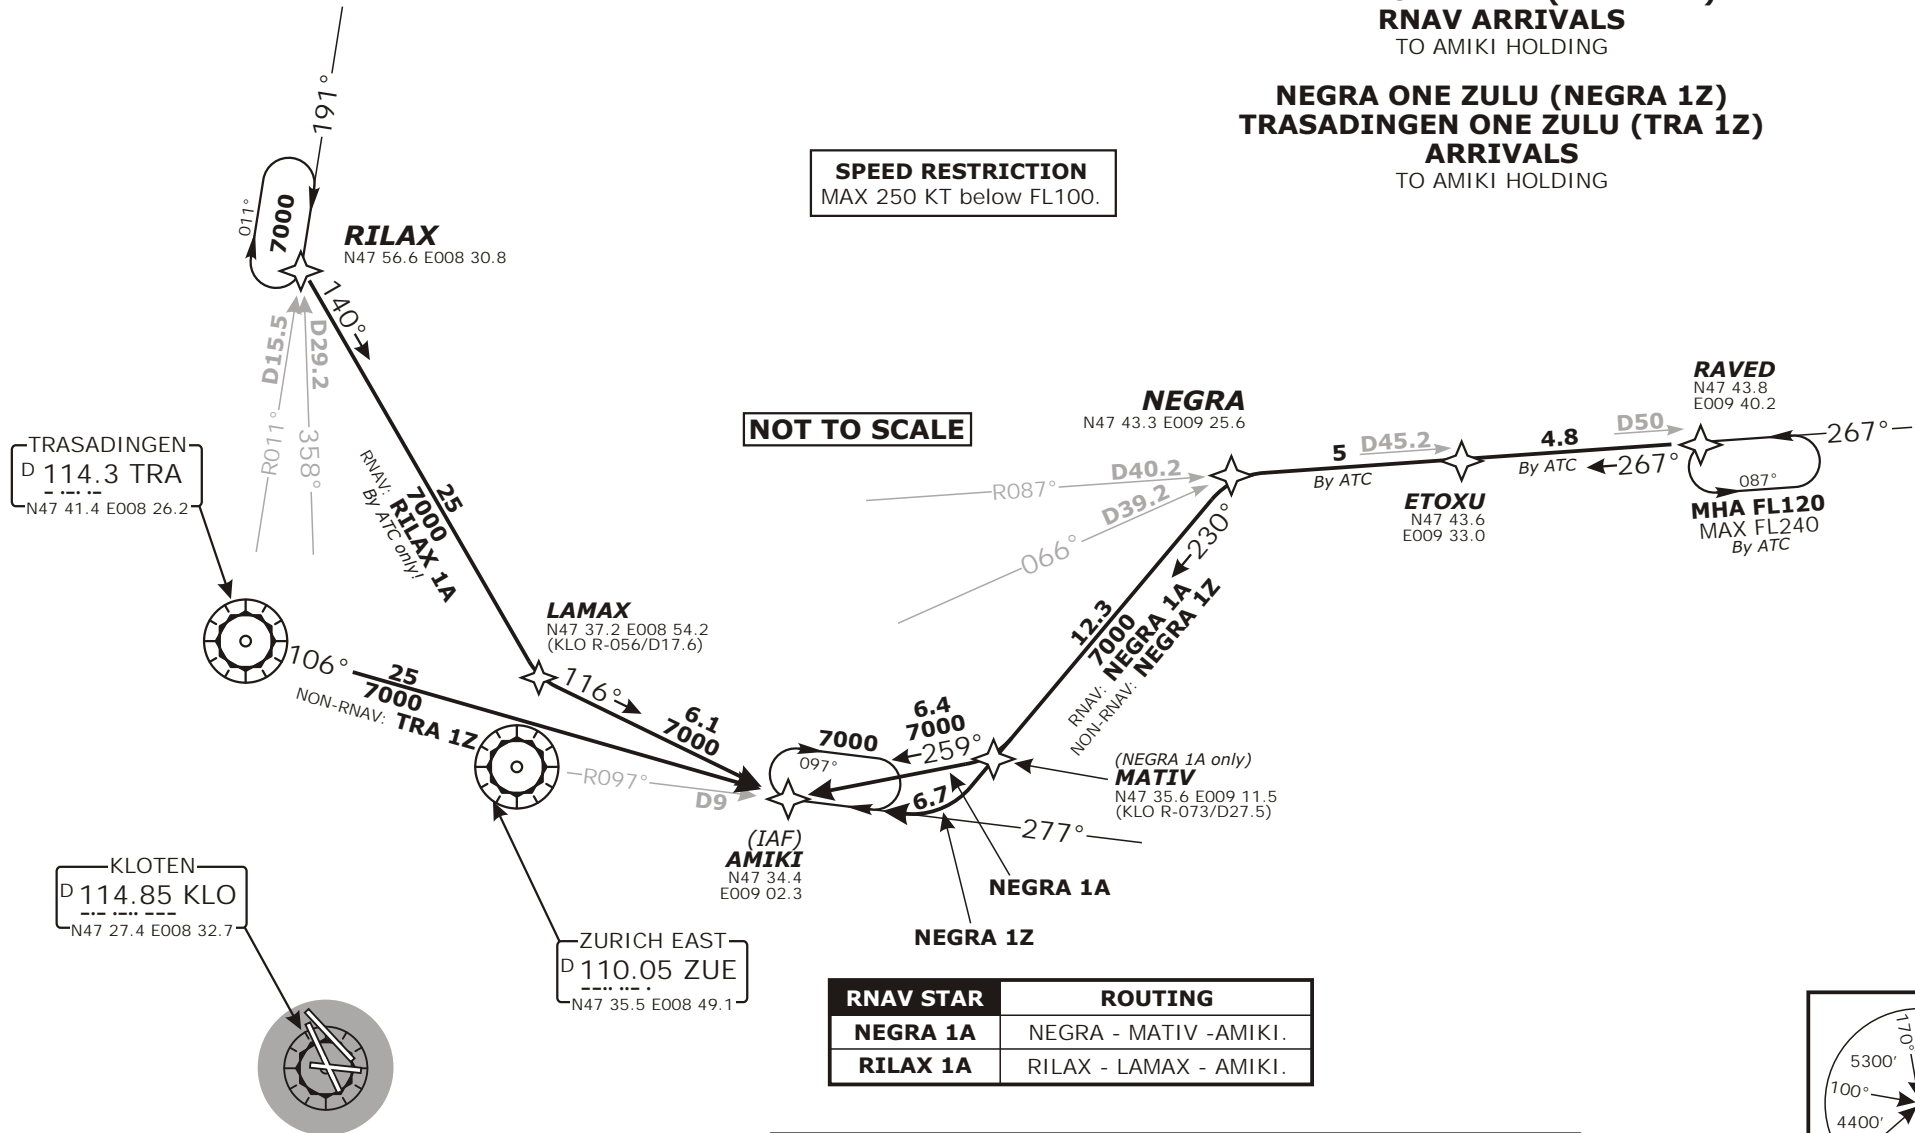 RNAV ARRIVALS
TO AMIKI HOLDING
NEGRA ONE ZULU (NEGRA 1Z)
TRASADINGEN ONE ZULU (TRA 1Z)
ARRIVALS
TO AMIKI HOLDING
SPEED RESTRICTION
MAX 250 KT below FL100.
191°
011°
7000
RILAX
N47 56.6 E008 30.8
140°
D15.5
D29.2
R011°
358°
NOT TO SCALE
TRASADINGEN
D 114.3 TRA
N47 41.4 E008 26.2
25
7000
RNAV: RILAX 1A
By ATC only!
NEGRA
N47 43.3 E009 25.6
RAVED
N47 43.8
E009 40.2
D50
267°
267°
4.8
By ATC
5
By ATC
D45.2
D40.2
R087°
D39.2
066°
087°
MHA FL120
MAX FL240
By ATC
ETOXU
N47 43.6
E009 33.0
230°
12.3
7000
RNAV: NEGRA 1A
NON-RNAV: NEGRA 1Z
LAMAX
N47 37.2 E008 54.2
(KLO R-056/D17.6)
106°
25
7000
NON-RNAV: TRA 1Z
116°
6.1
7000
6.4
7000
259°
7000
097°
6.7
R097°
D9
277°
(NEGRA 1A only)
MATIV
N47 35.6 E009 11.5
(KLO R-073/D27.5)
(IAF)
AMIKI
N47 34.4
E009 02.3
NEGRA 1A
NEGRA 1Z
KLOTEN
D 114.85 KLO
N47 27.4 E008 32.7
ZURICH EAST
D 110.05 ZUE
N47 35.5 E008 49.1
RNAV STAR ROUTING
NEGRA 1A NEGRA - MATIV -AMIKI.
RILAX 1A RILAX - LAMAX - AMIKI.
170°
5300'
100°
4400'